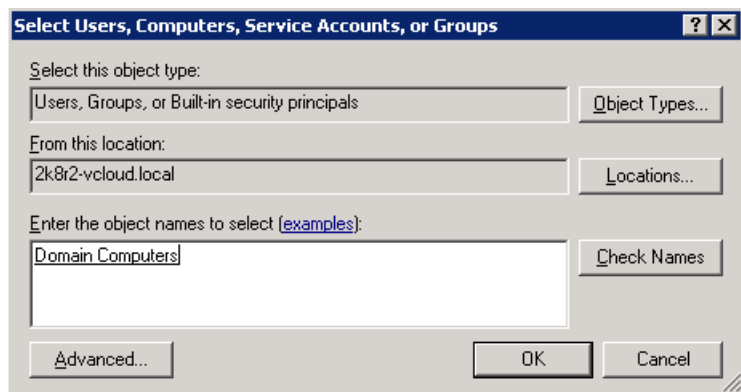 Select Users, Computers, Service Accounts, or Groups
Select this object type:
Users, Groups, or Built-in security principals
Object Types...
From this location:
2k8r2-vcloud.local
Locations...
Enter the object names to select (examples):
Domain Computers
Check Names
Advanced...
OK
Cancel